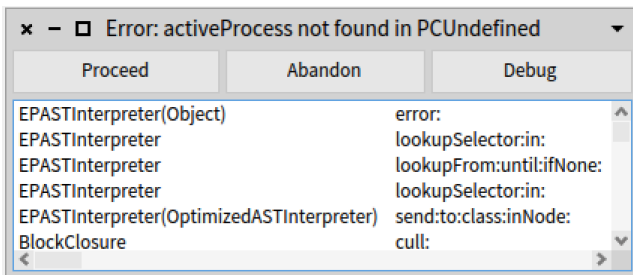 Error: activeProcess not found in PCUndefined
Proceed Abandon Debug
EPASTInterpreter(Object) error:
EPASTInterpreter lookupSelector:in:
EPASTInterpreter lookupFrom:until:ifNone:
EPASTInterpreter lookupSelector:in:
EPASTInterpreter(OptimizedASTInterpreter) send:to:class:inNode:
BlockClosure cull: